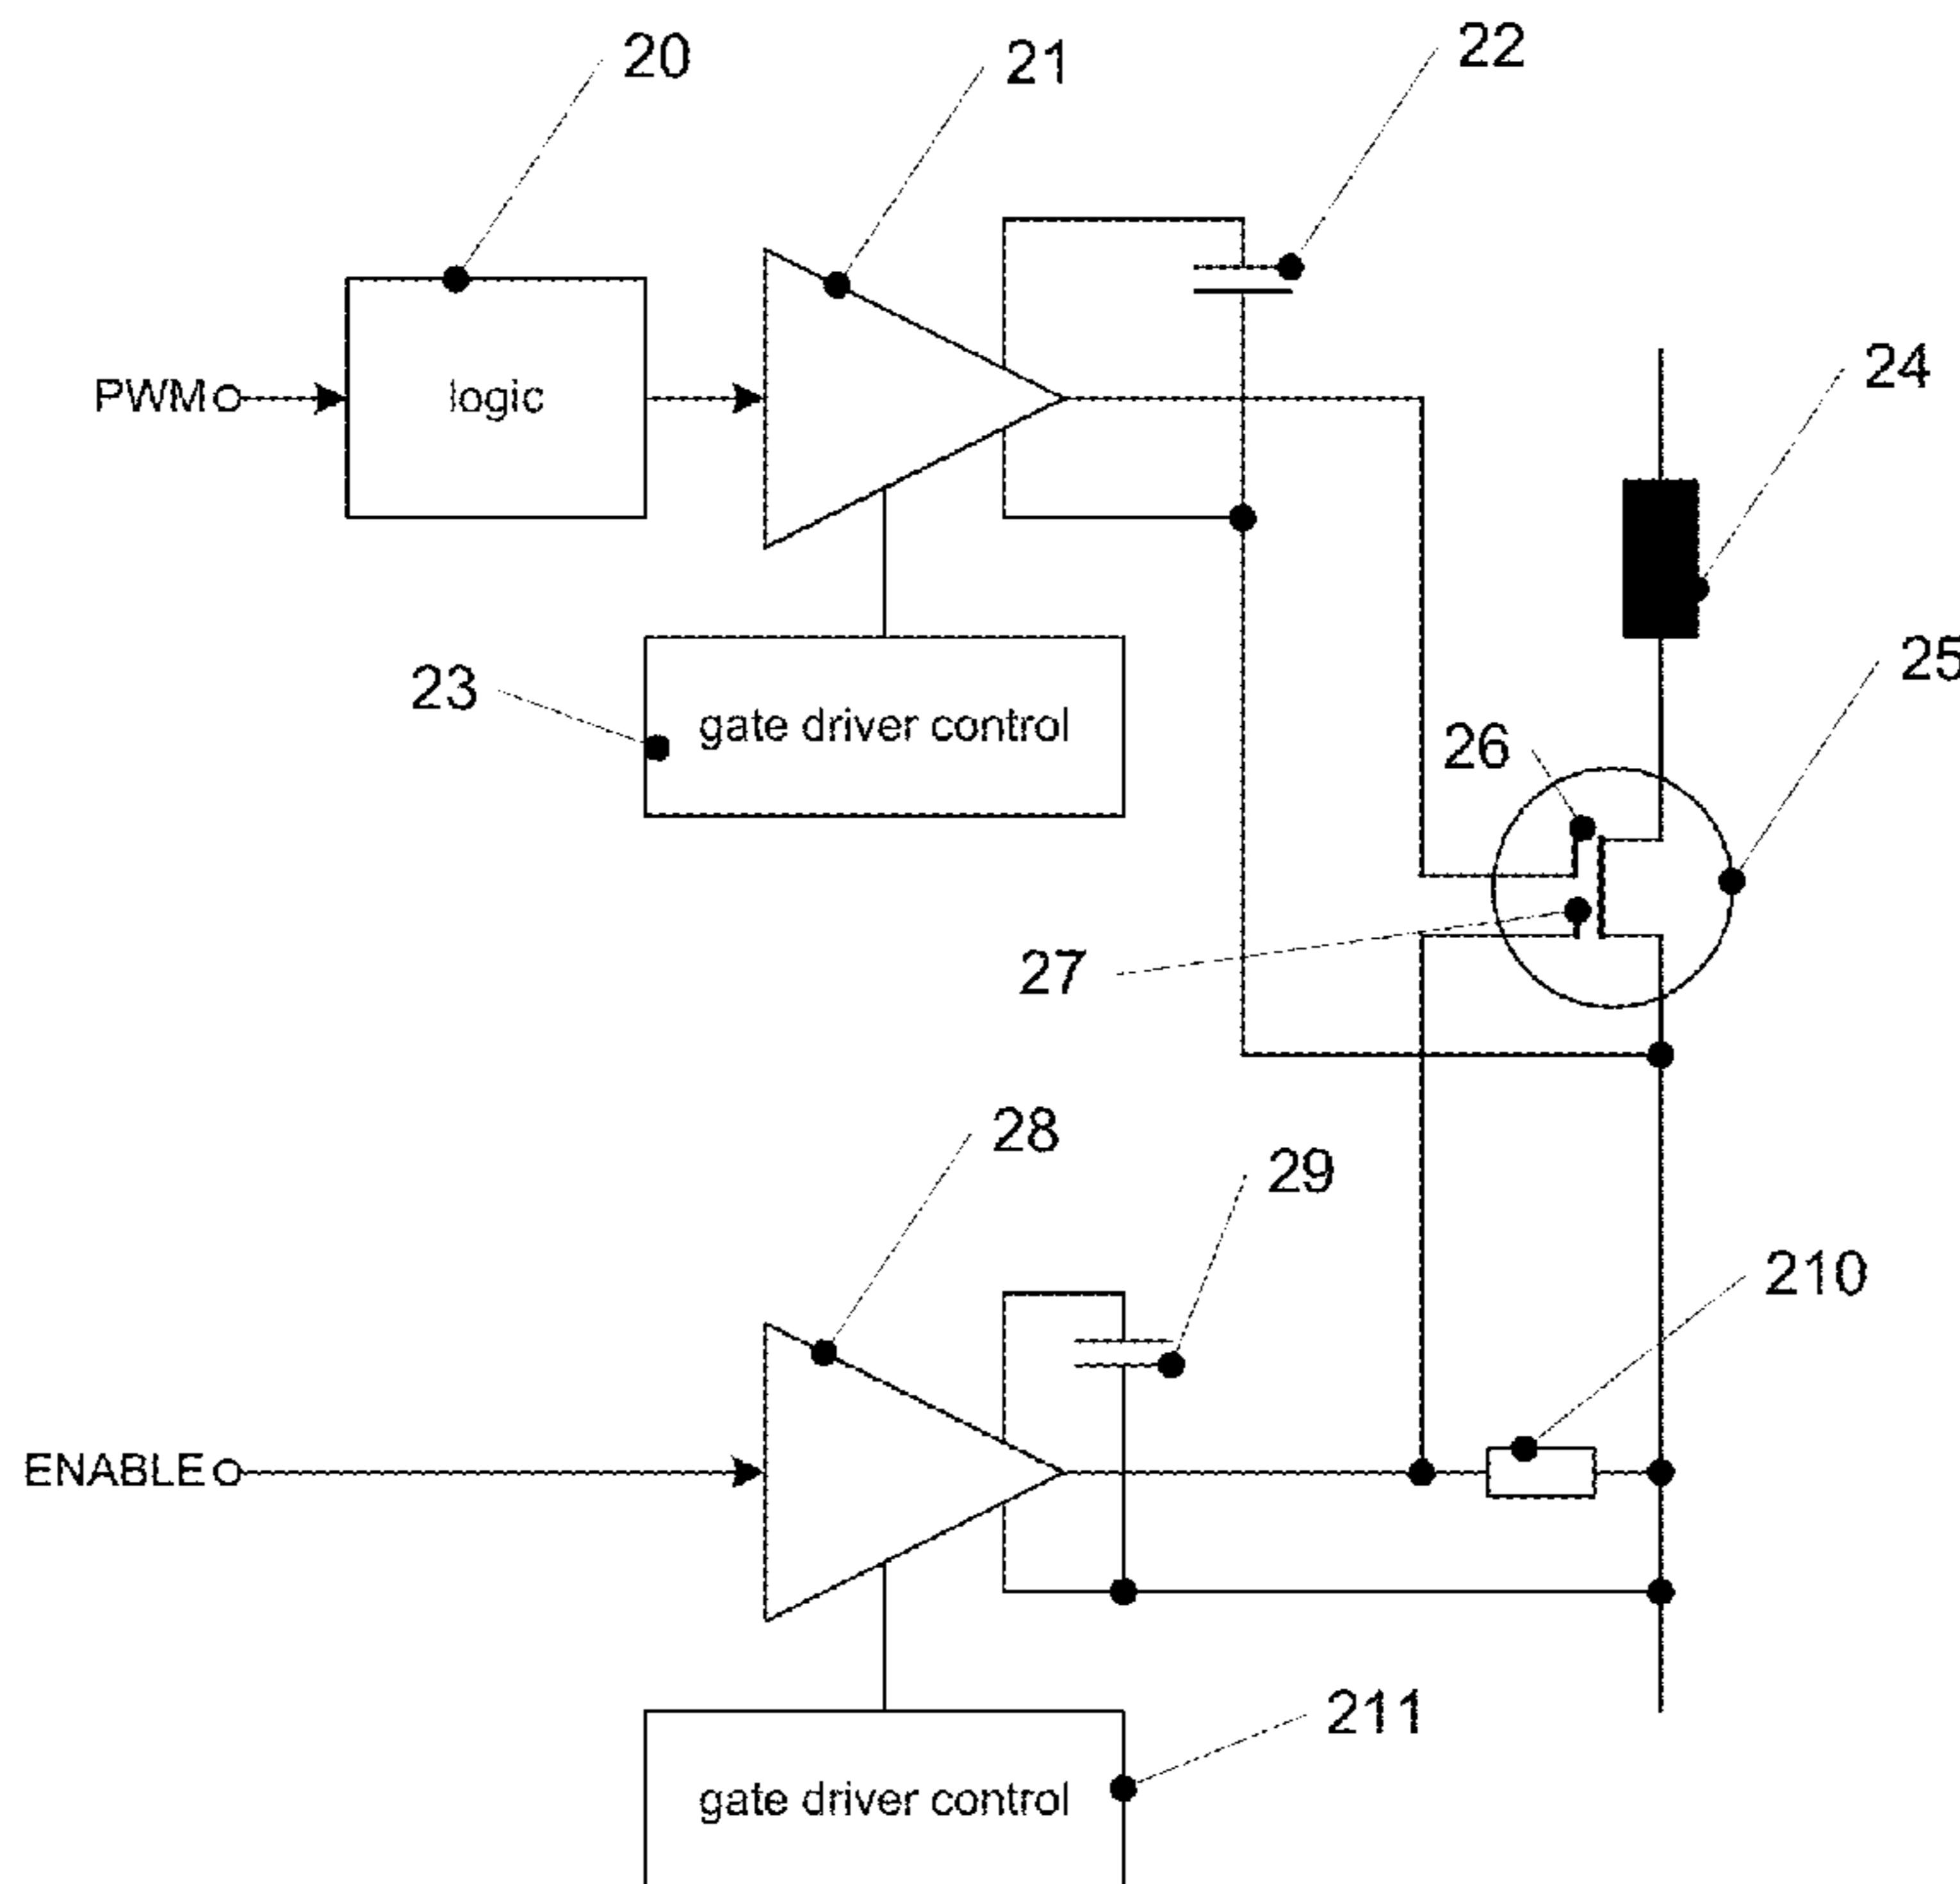 20
21
22
PWM
logic
24
23
gate driver control
25
26
27
28
29
210
ENABLE
211
gate driver control